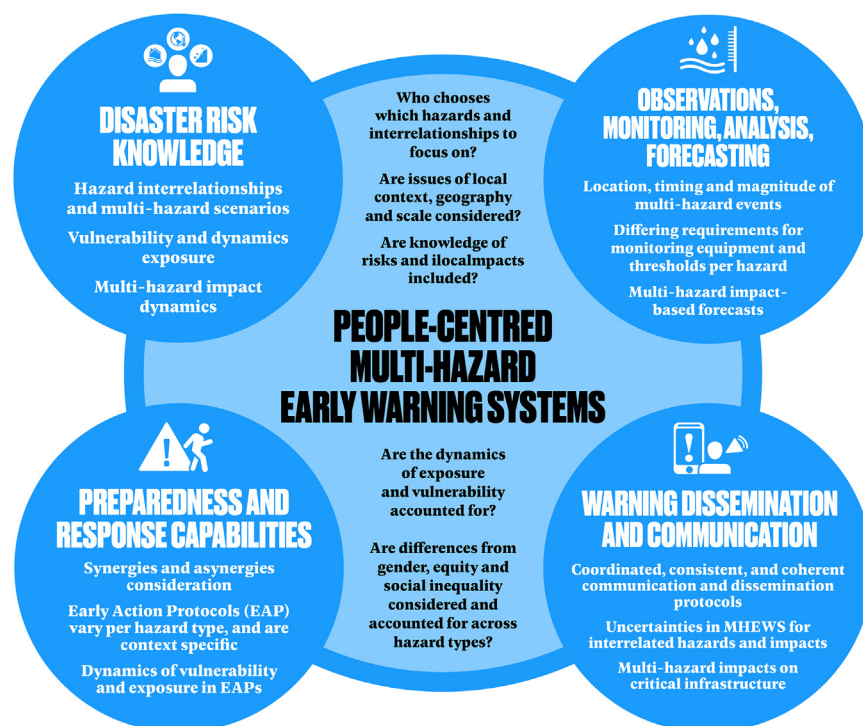 DISASTER RISK
KNOWLEDGE
Hazard interrelationships
and multi-hazard scenarios
Vulnerability and dynamics
exposure
Multi-hazard impact
dynamics
Who chooses
which hazards and
interrelationships to
focus on?
Are issues of local
context, geography
and scale considered?
Are knowledge of
risks and ilocalmpacts
included?
OBSERVATIONS,
MONITORING, ANALYSIS,
FORECASTING
Location, timing and magnitude of
multi-hazard events
Differing requirements for
monitoring equipment and
thresholds per hazard
Multi-hazard impact-
based forecasts
PEOPLE-CENTRED
MULTI-HAZARD
EARLY WARNING SYSTEMS
PREPAREDNESS AND
RESPONSE CAPABILITIES
Synergies and asynergies
consideration
Early Action Protocols (EAP)
vary per hazard type, and are
context specific
Dynamics of vulnerability
and exposure in EAPs
Are the dynamics
of exposure
and vulnerability
accounted for?
Are differences from
gender, equity and
social inequality
considered and
accounted for across
hazard types?
WARNING DISSEMINATION
AND COMMUNICATION
Coordinated, consistent, and coherent
communication and dissemination
protocols
Uncertainties in MHEWS for
interrelated hazards and impacts
Multi-hazard impacts on
critical infrastructure